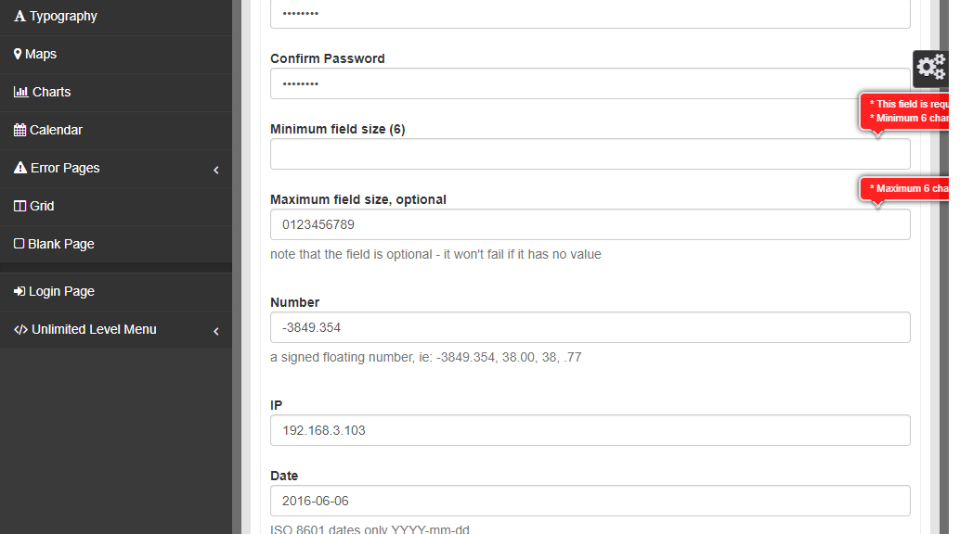 Typography
Maps
Charts
Calendar
Error Pages
Grid
Blank Page
Login Page
Unlimited Level Menu
••••••••
Confirm Password
••••••••
* This field is requ
* Minimum 6 char
Minimum field size (6)
* Maximum 6 cha
Maximum field size, optional
0123456789
note that the field is optional - it won't fail if it has no value
Number
-3849.354
a signed floating number, ie: -3849.354, 38.00, 38, .77
IP
192.168.3.103
Date
2016-06-06
ISO 8601 dates only YYYY-mm-dd